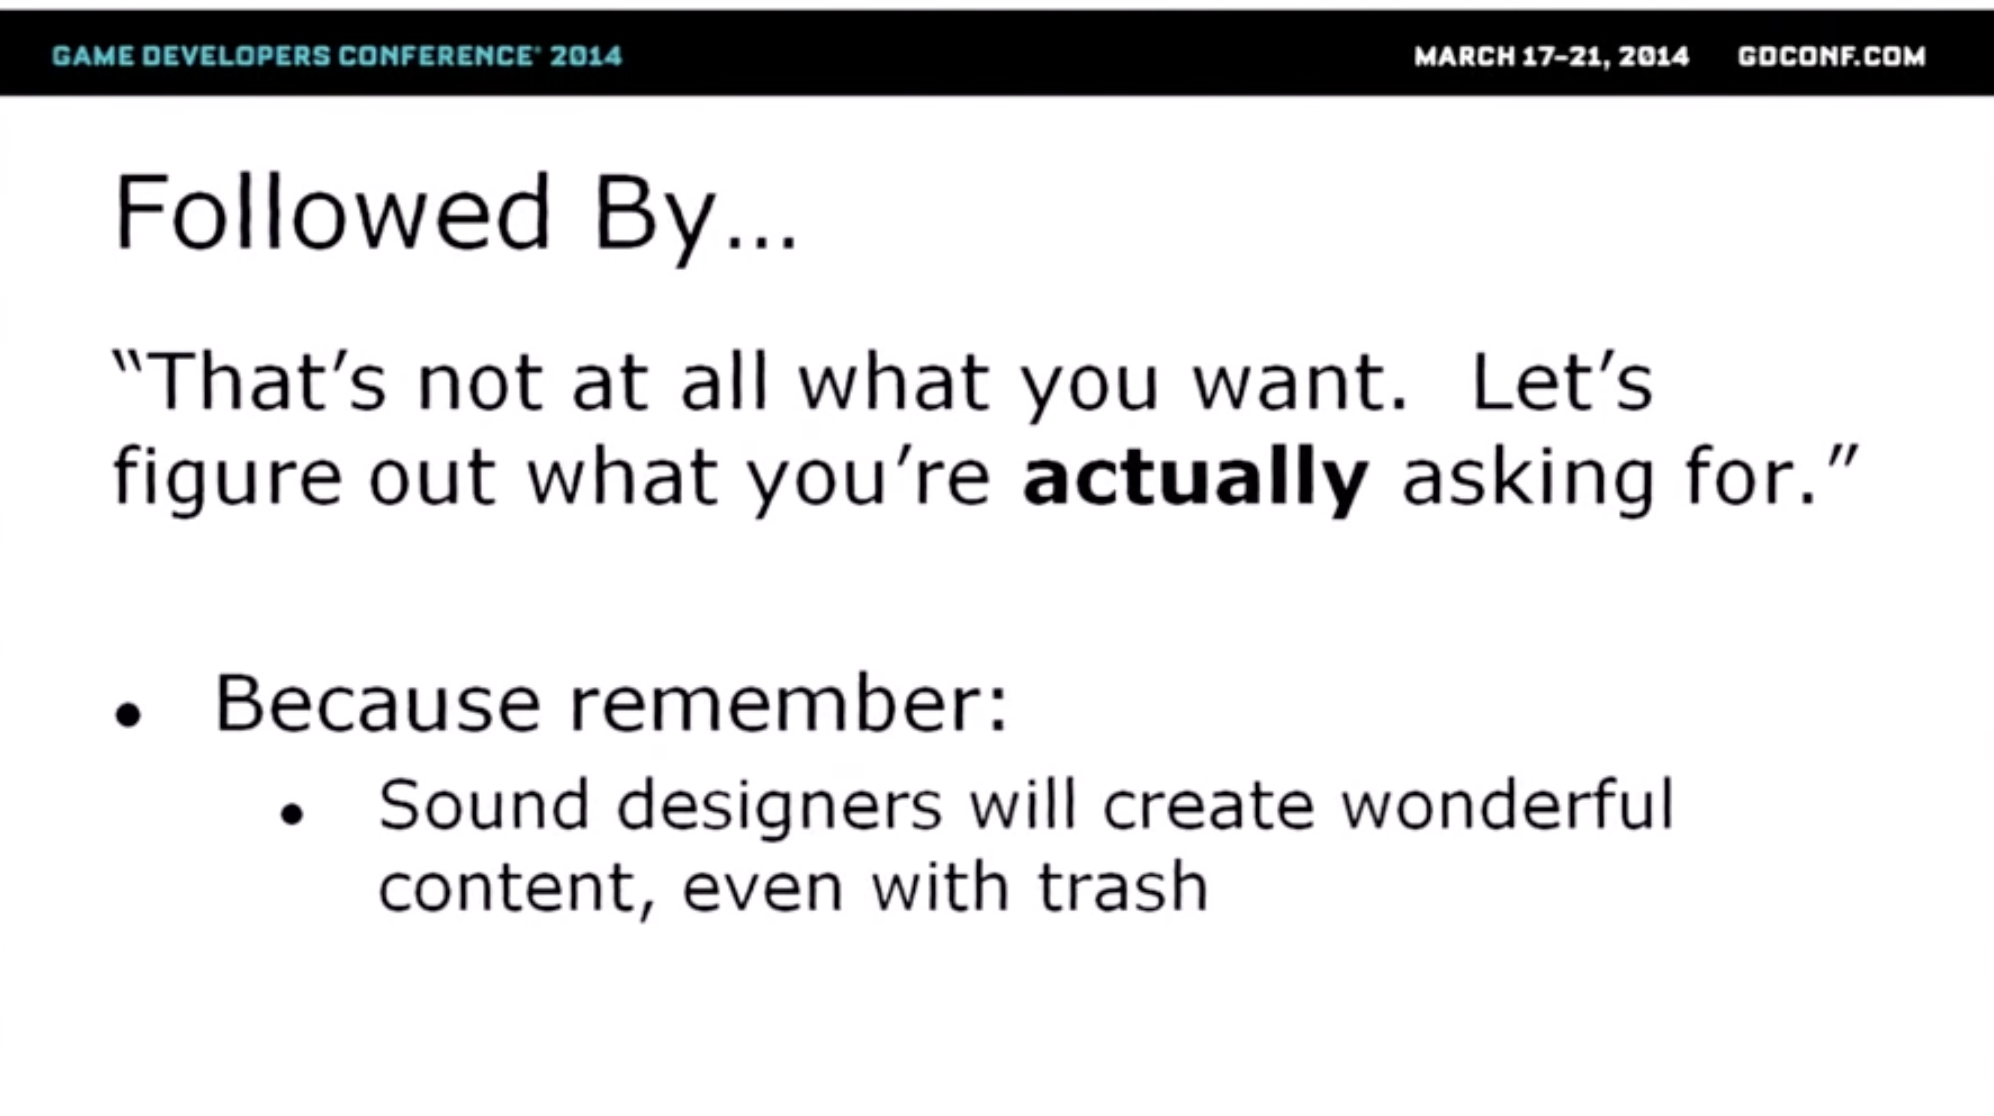 GAME DEVELOPERS CONFERENCE® 2014
MARCH 17–21, 2014 GDCONF.COM
Followed By…
“That’s not at all what you want.  Let’s
figure out what you’re actually asking for.”
• Because remember:
• Sound designers will create wonderful
content, even with trash